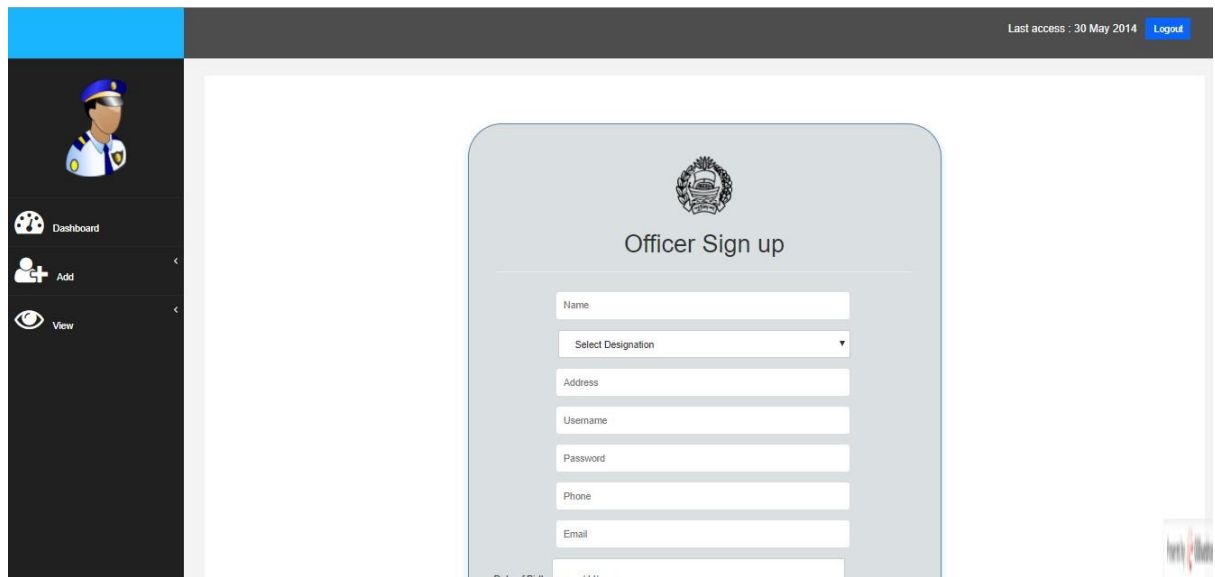 Last access : 30 May 2014 Logout
Dashboard
Add
View
Officer Sign up
Name
Select Designation
Address
Username
Password
Phone
Email